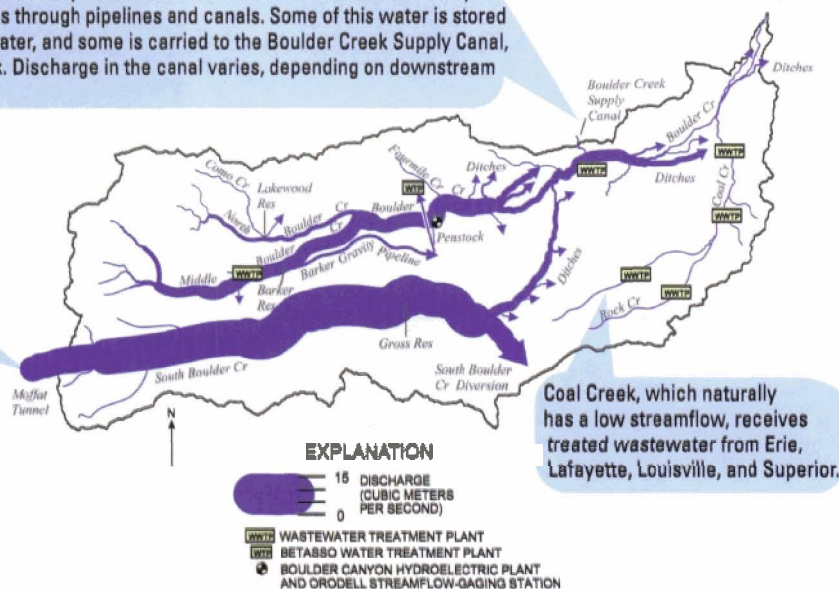 s through pipelines and canals. Some of this water is stored
ater, and some is carried to the Boulder Creek Supply Canal,
k. Discharge in the canal varies, depending on downstream
Boulder Creek
Supply
Canal
Ditches
Boulder Cr
Como Cr
Lakewood
Res
Fourmile Cr
Ditches
WTP
WWTP
WWTP
Ditches
Coal Cr
North Boulder Cr
Boulder Cr
WWTP
Penstock
Middle Boulder Cr
WWTP
Barker Gravity Pipeline
Barker
Res
Ditches
WWTP
WWTP
Rock Cr
Gross Res
South Boulder Cr
South Boulder
Cr Diversion
Moffat
Tunnel
N
Coal Creek, which naturally
has a low streamflow, receives
treated wastewater from Erie,
Lafayette, Louisville, and Superior.
EXPLANATION
15
0
DISCHARGE
(CUBIC METERS
PER SECOND)
WWTP WASTEWATER TREATMENT PLANT
WTP BETASSO WATER TREATMENT PLANT
BOULDER CANYON HYDROELECTRIC PLANT
AND ORODELL STREAMFLOW-GAGING STATION